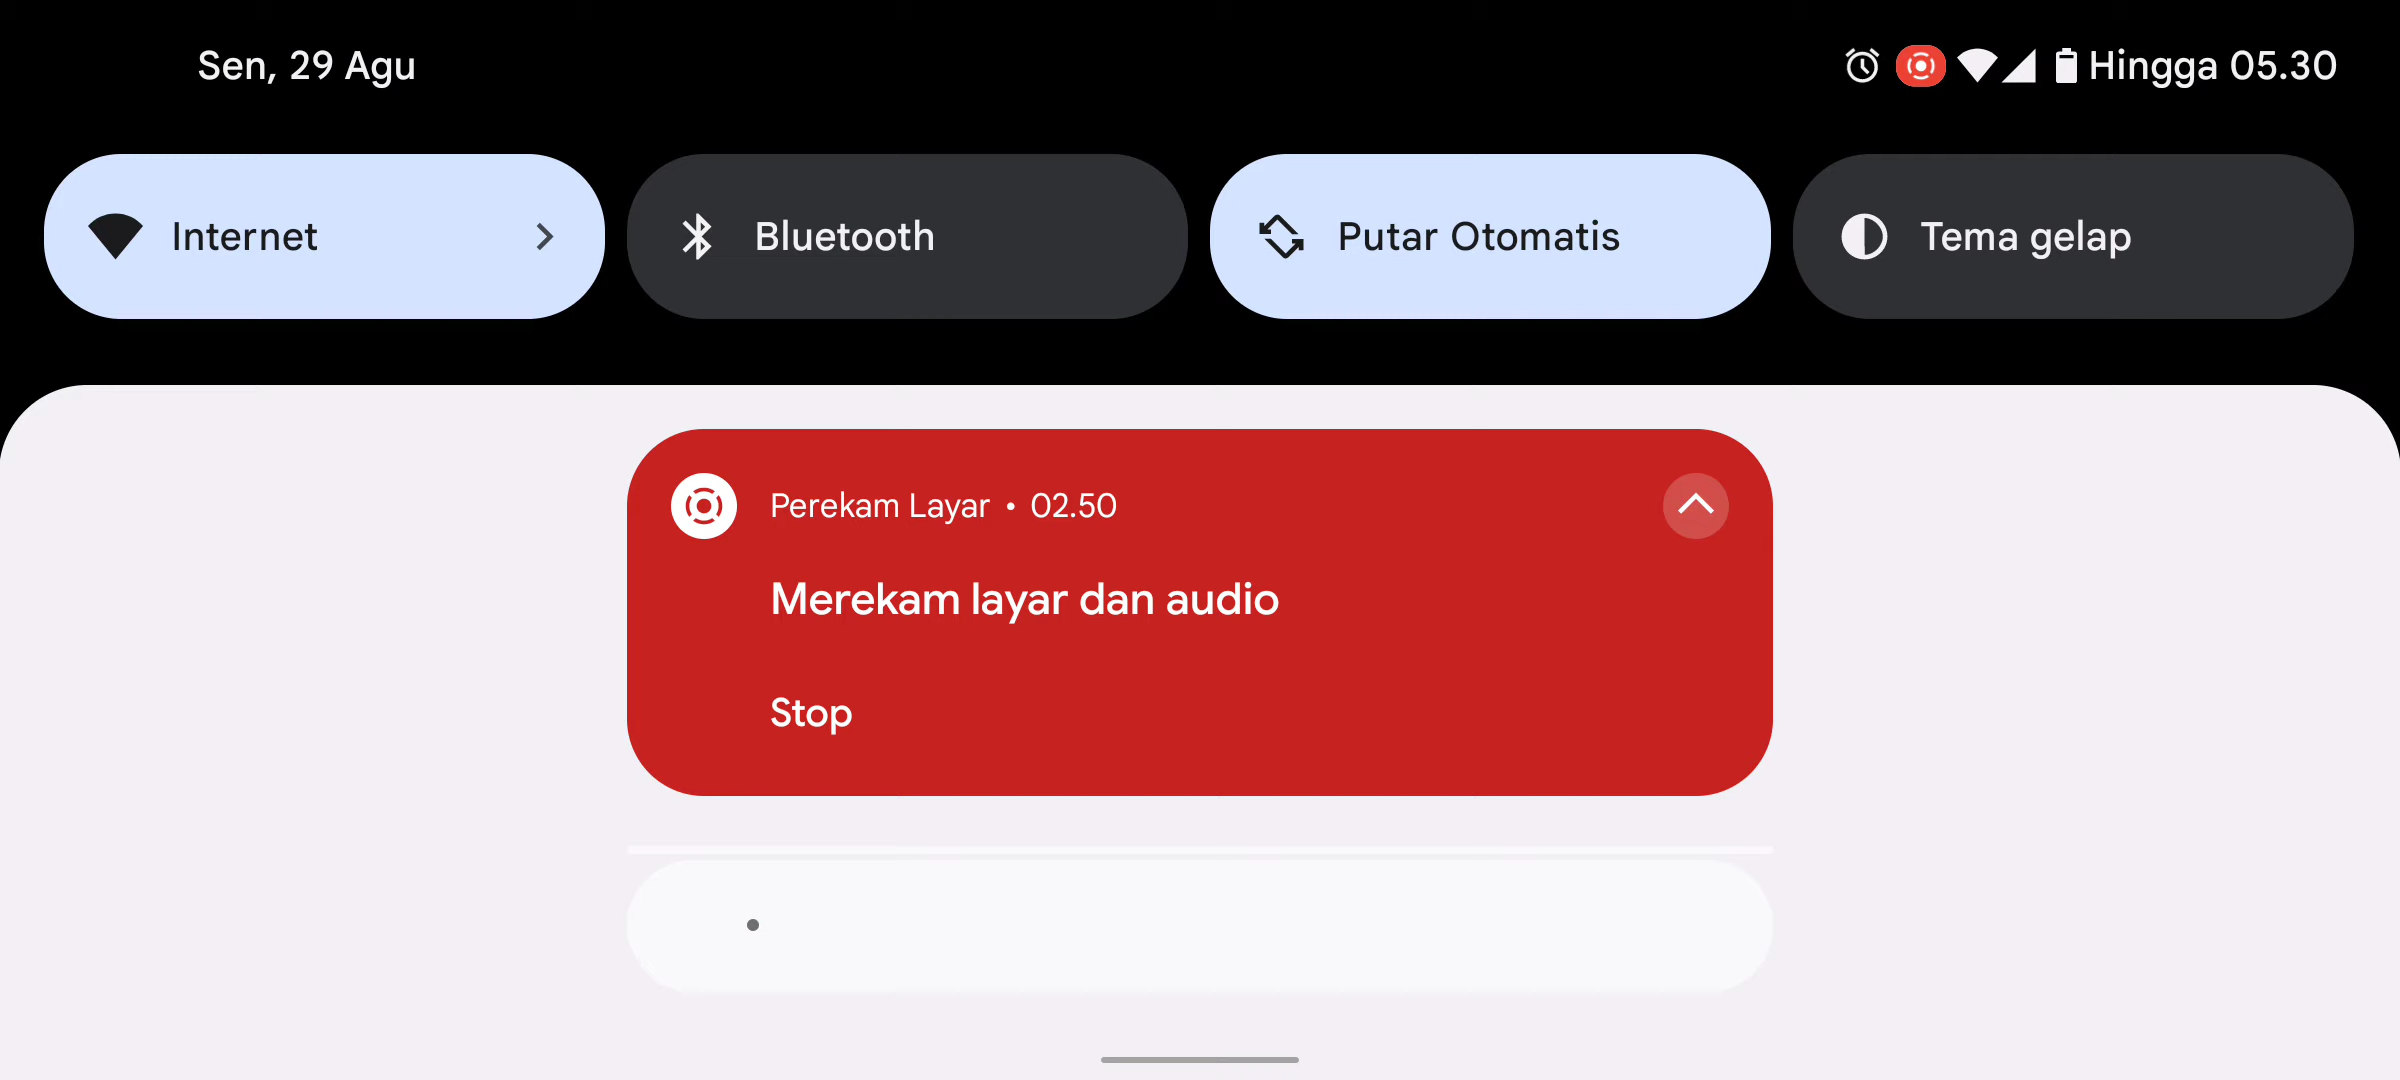 Sen, 29 Agu
Hingga 05.30
Internet
Bluetooth
Putar Otomatis
Tema gelap
Perekam Layar • 02.50
Merekam layar dan audio
Stop